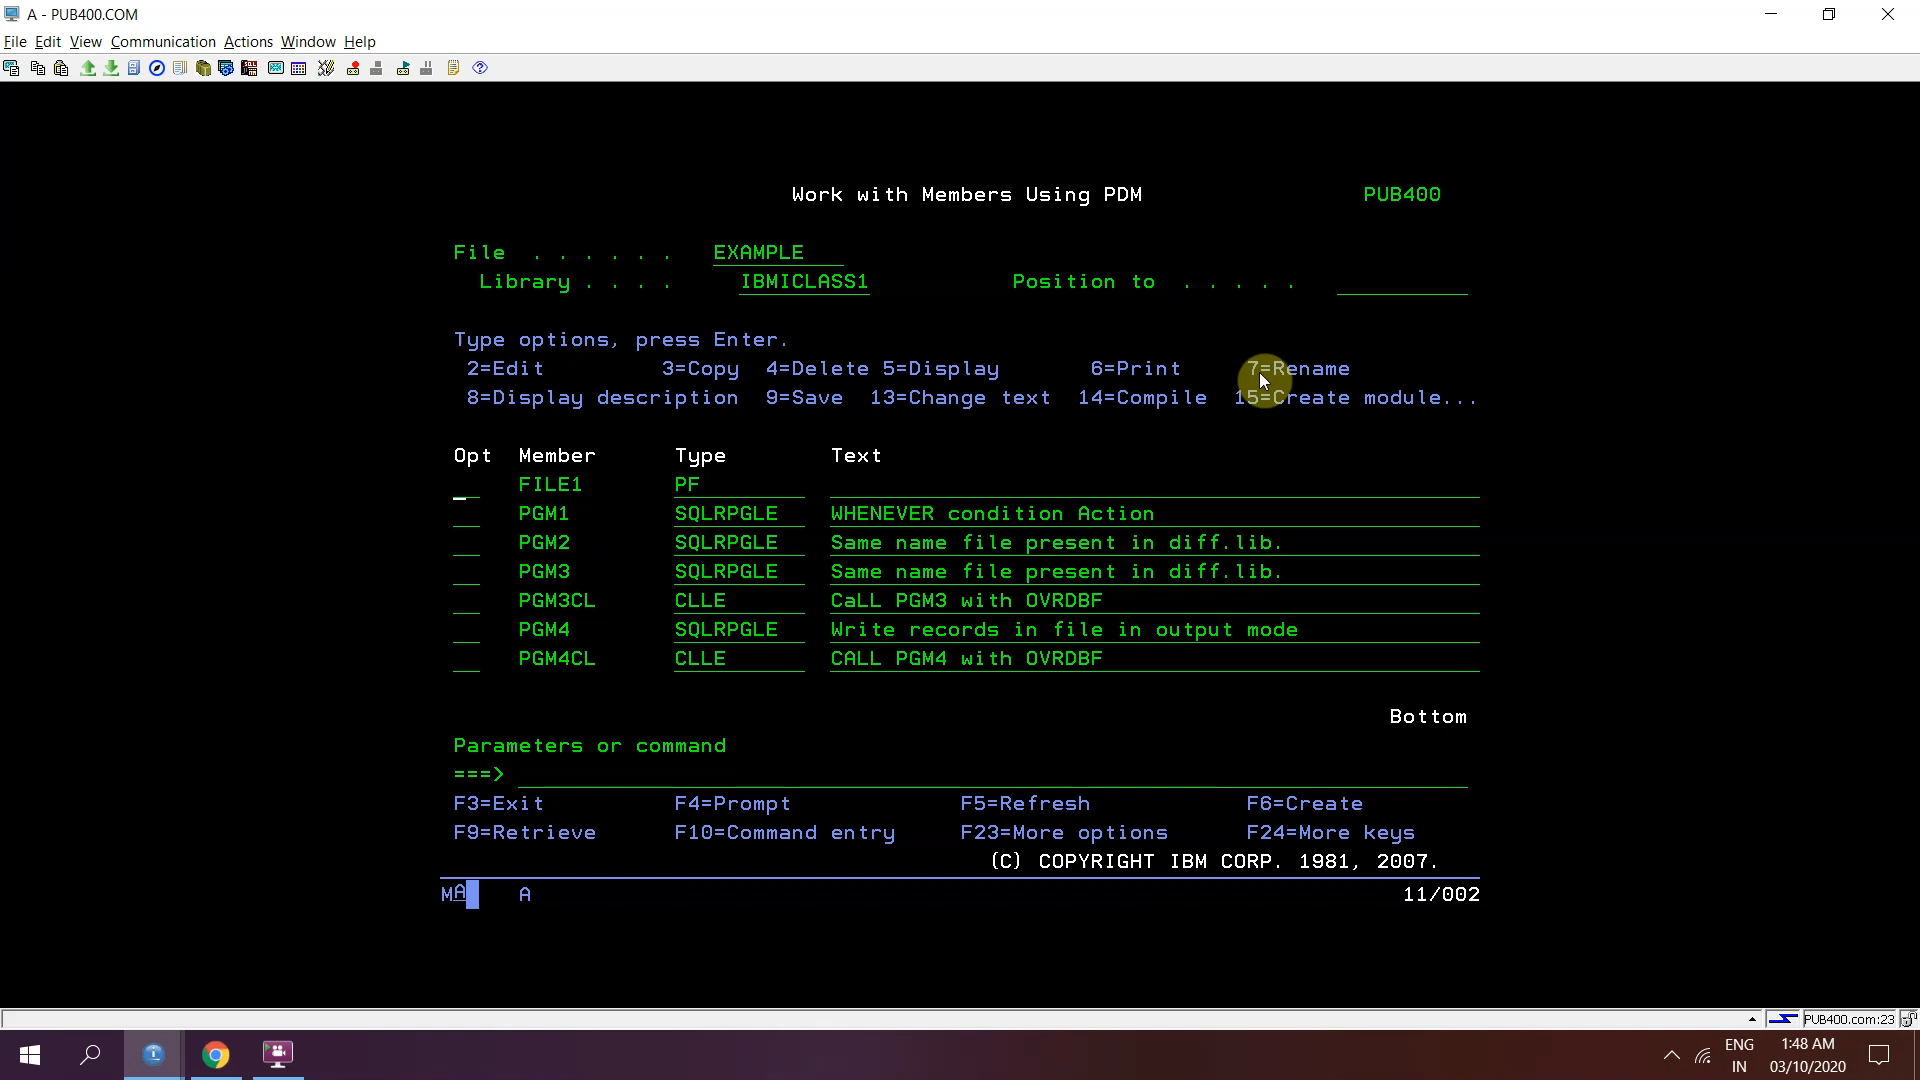 A - PUB400.COM
File Edit View Communication Actions Window Help
Work with Members Using PDM PUB400
File . . . . . . EXAMPLE
Library . . . . IBMICLASS1 Position to . . . . .
Type options, press Enter.
2=Edit 3=Copy 4=Delete 5=Display 6=Print 7=Rename
8=Display description 9=Save 13=Change text 14=Compile 15=Create module...
Opt Member Type Text
FILE1 PF
PGM1 SQLRPGLE WHENEVER condition Action
PGM2 SQLRPGLE Same name file present in diff.lib.
PGM3 SQLRPGLE Same name file present in diff.lib.
PGM3CL CLLE CaLL PGM3 with OVRDBF
PGM4 SQLRPGLE Write records in file in output mode
PGM4CL CLLE CALL PGM4 with OVRDBF
Bottom
Parameters or command
===>
F3=Exit F4=Prompt F5=Refresh F6=Create
F9=Retrieve F10=Command entry F23=More options F24=More keys
(C) COPYRIGHT IBM CORP. 1981, 2007.
MA A 11/002
PUB400.com:23
ENG 1:48 AM
IN 03/10/2020